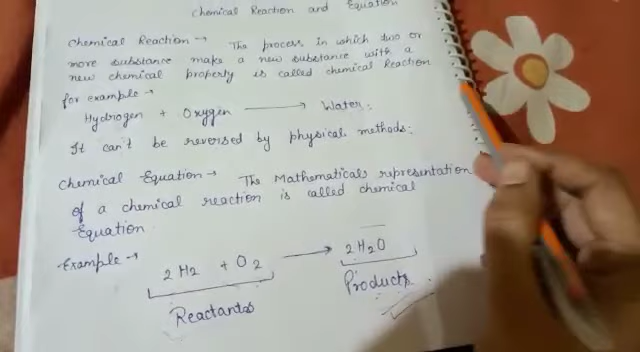 Chemical Reaction and Equation
Chemical Reaction → The process in which two or
more substance make a new substance with a
new chemical property is called chemical Reaction
for example →
Hydrogen + Oxygen → Water.
It can't be reversed by physical methods.
Chemical Equation → The Mathematicals representation
of a chemical reaction is called chemical
Equation
Example →
2H2 + O2 → 2H2O
Reactants Products